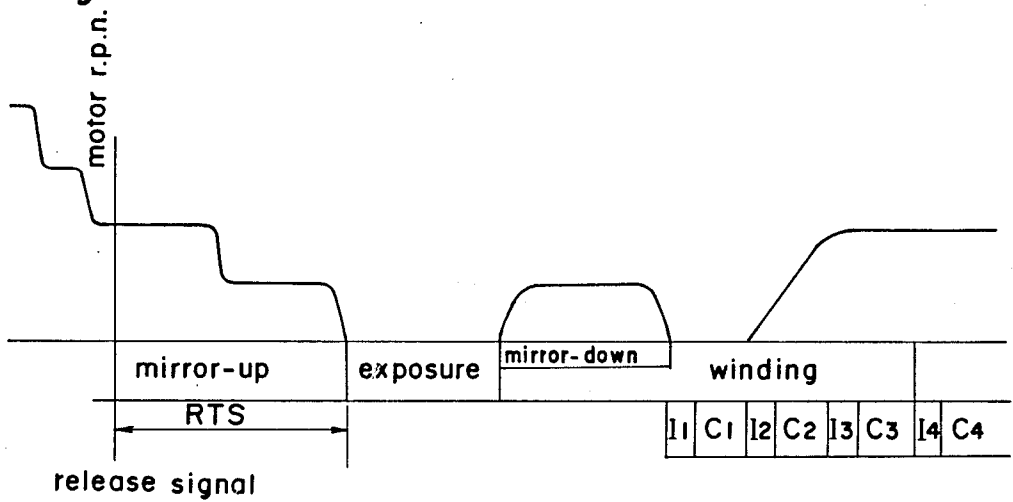 motor r.p.n.
mirror-up
exposure
mirror-down
winding
RTS
I1 C1 I2 C2 I3 C3 I4 C4
release signal